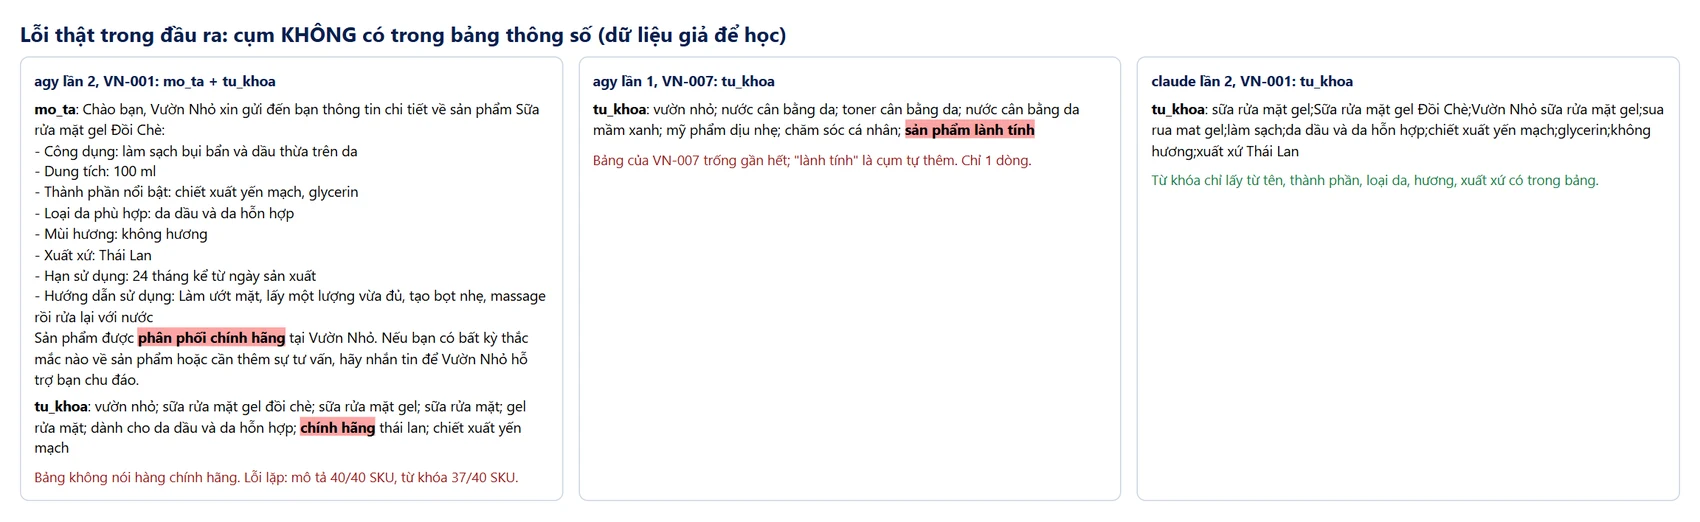 Lỗi thật trong đầu ra: cụm KHÔNG có trong bảng thông số (dữ liệu giả để học)
agy lần 2, VN-001: mo_ta + tu_khoa
mo_ta: Chào bạn, Vườn Nhỏ xin gửi đến bạn thông tin chi tiết về sản phẩm Sữa
rửa mặt gel Đồi Chè:
- Công dụng: làm sạch bụi bẩn và dầu thừa trên da
- Dung tích: 100 ml
- Thành phần nổi bật: chiết xuất yến mạch, glycerin
- Loại da phù hợp: da dầu và da hỗn hợp
- Mùi hương: không hương
- Xuất xứ: Thái Lan
- Hạn sử dụng: 24 tháng kể từ ngày sản xuất
- Hướng dẫn sử dụng: Làm ướt mặt, lấy một lượng vừa đủ, tạo bọt nhẹ, massage
rồi rửa lại với nước
Sản phẩm được phân phối chính hãng tại Vườn Nhỏ. Nếu bạn có bất kỳ thắc
mắc nào về sản phẩm hoặc cần thêm sự tư vấn, hãy nhắn tin để Vườn Nhỏ hỗ
trợ bạn chu đáo.
tu_khoa: vườn nhỏ; sữa rửa mặt gel đồi chè; sữa rửa mặt gel; sữa rửa mặt; gel
rửa mặt; dành cho da dầu và da hỗn hợp; chính hãng thái lan; chiết xuất yến
mạch
Bảng không nói hàng chính hãng. Lỗi lặp: mô tả 40/40 SKU, từ khóa 37/40 SKU.
agy lần 1, VN-007: tu_khoa
tu_khoa: vườn nhỏ; nước cân bằng da; toner cân bằng da; nước cân bằng da
mầm xanh; mỹ phẩm dịu nhẹ; chăm sóc cá nhân; sản phẩm lành tính
Bảng của VN-007 trống gần hết; "lành tính" là cụm tự thêm. Chỉ 1 dòng.
claude lần 2, VN-001: tu_khoa
tu_khoa: sữa rửa mặt gel;Sữa rửa mặt gel Đồi Chè;Vườn Nhỏ sữa rửa mặt gel;sua
rua mat gel;làm sạch;da dầu và da hỗn hợp;chiết xuất yến mạch;glycerin;không
hương;xuất xứ Thái Lan
Từ khóa chỉ lấy từ tên, thành phần, loại da, hương, xuất xứ có trong bảng.